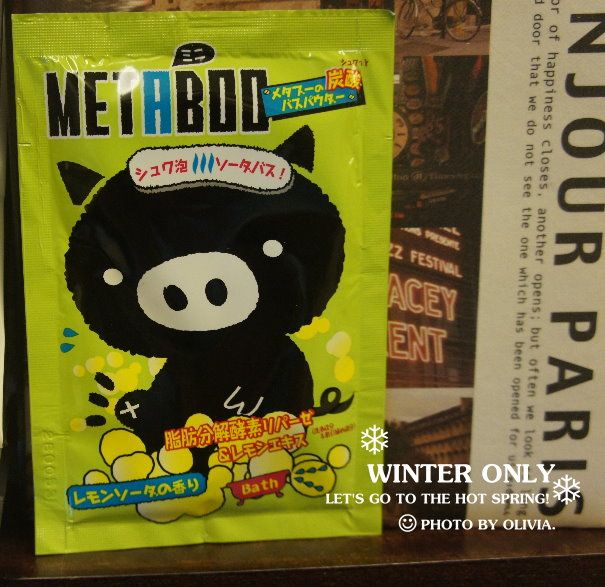 ミニ
METABOO
シュワっと
"メタブーの炭酸
バスパウダー"
シュワ泡 ソーダバス!
脂肪分解酵素リパーゼ
&レモンエキス
レモンソーダの香り
Bath
or of happiness closes, another opens; but often we look
d door that we do not see the one which has been opened for u
NJOUR PARIS
ZZ FESTIVAL
ACEY
ENT
WINTER ONLY
LET'S GO TO THE HOT SPRING!
PHOTO BY OLIVIA.